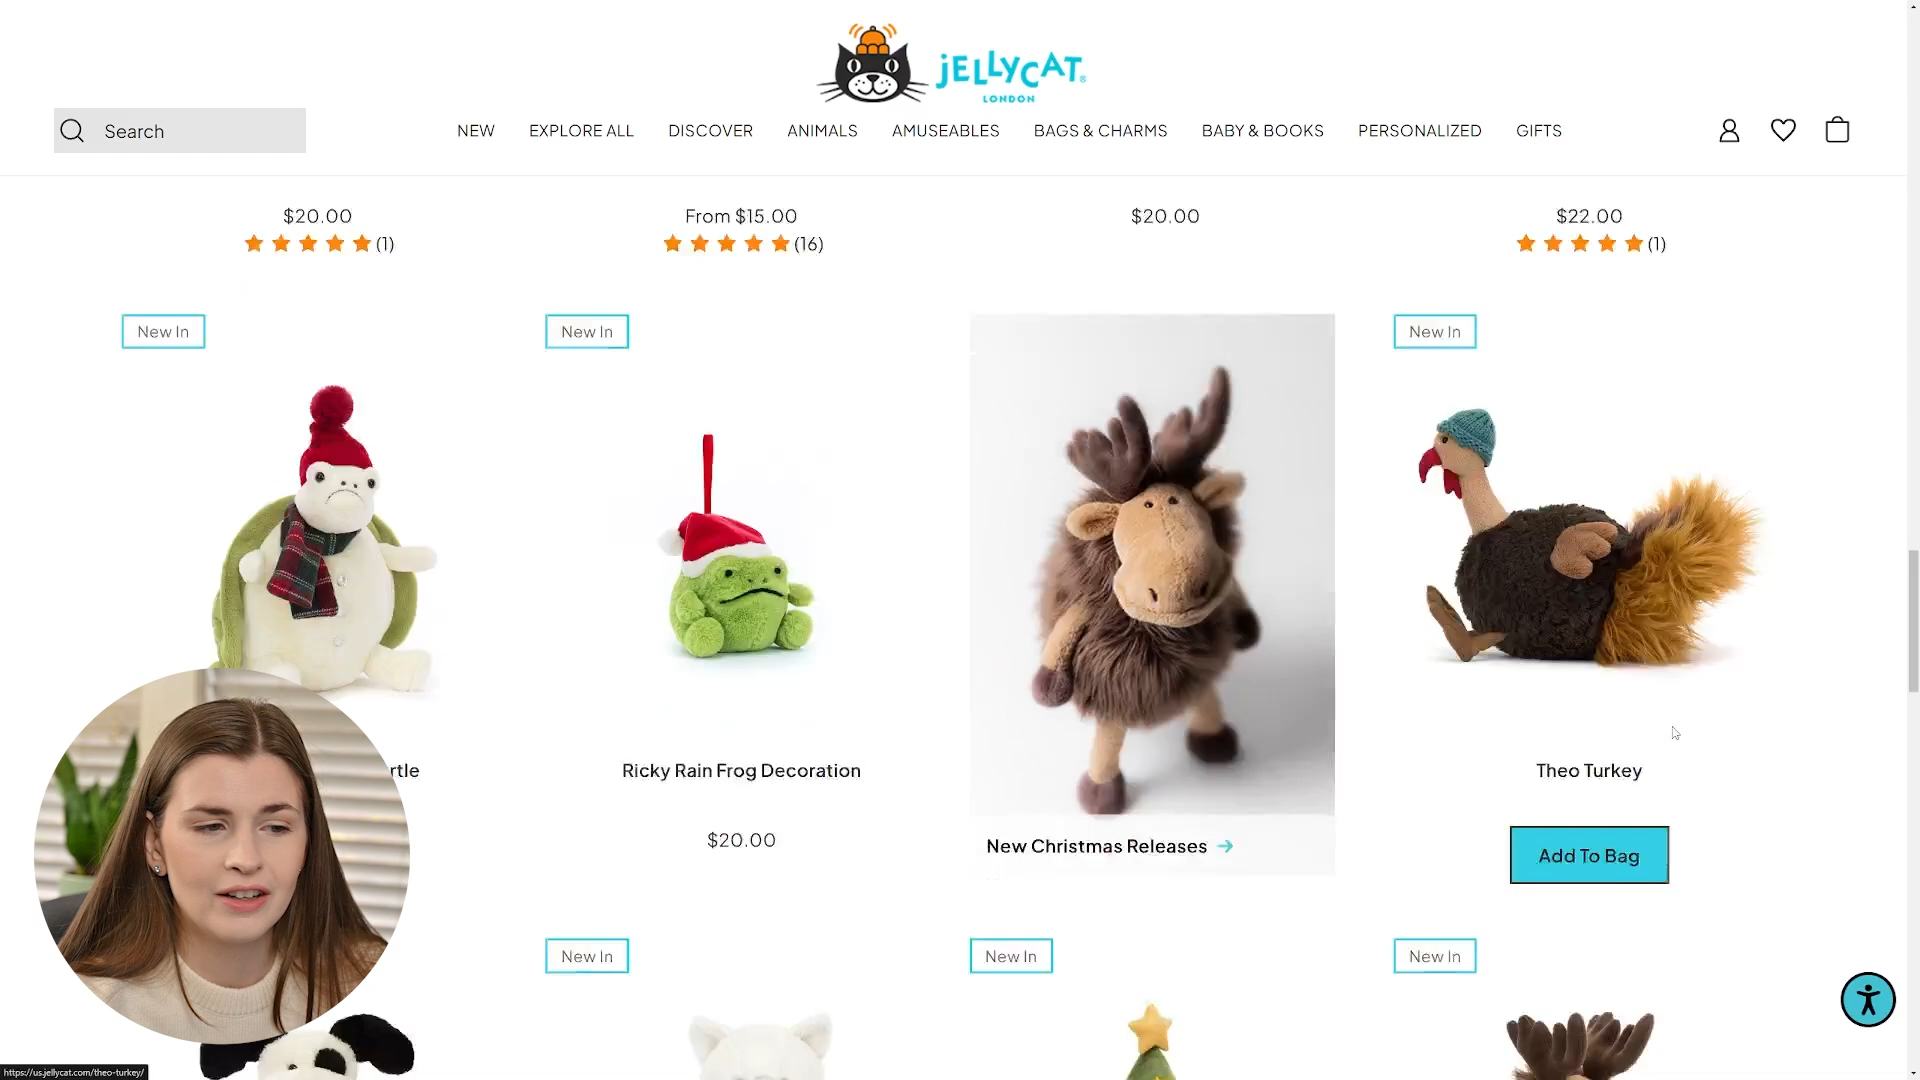 JELLYCAT
LONDON
Search
NEW
EXPLORE ALL
DISCOVER
ANIMALS
AMUSEABLES
BAGS & CHARMS
BABY & BOOKS
PERSONALIZED
GIFTS
$20.00
(1)
From $15.00
(16)
$20.00
$22.00
(1)
New In
New In
New In
rtle
Ricky Rain Frog Decoration
$20.00
New Christmas Releases
Theo Turkey
Add To Bag
New In
New In
New In
https://us.jellycat.com/theo-turkey/